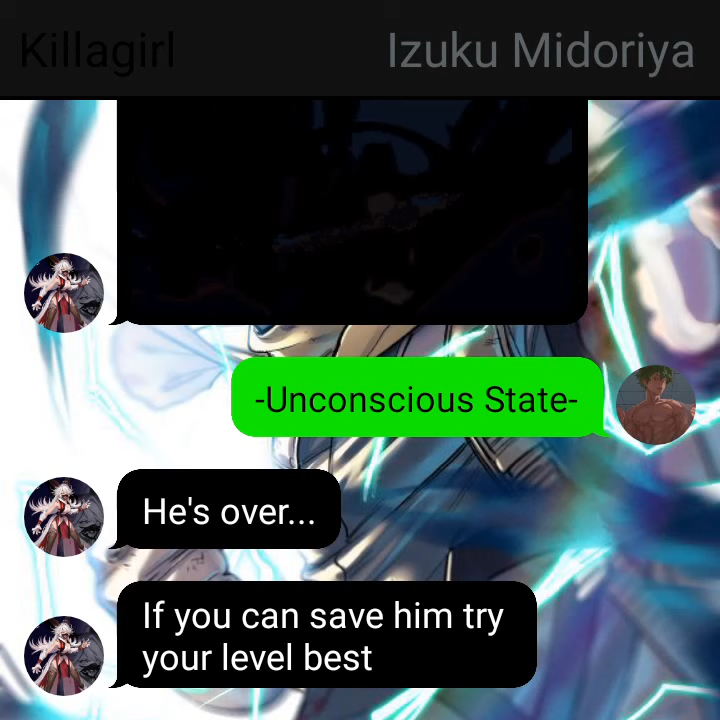 Killagirl
Izuku Midoriya
-Unconscious State-
He's over...
If you can save him try
your level best